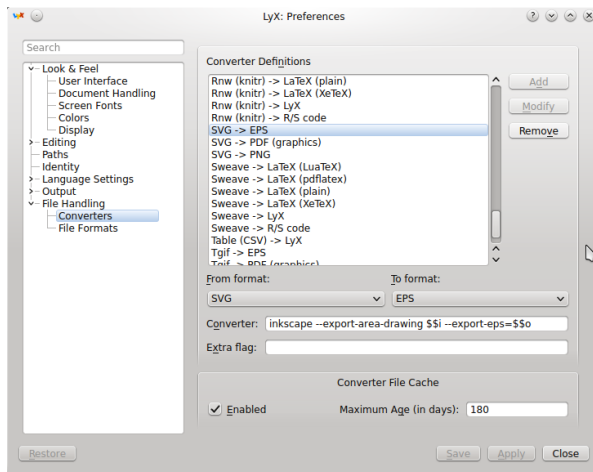 LyX: Preferences
Search
Look & Feel
User Interface
Document Handling
Screen Fonts
Colors
Display
Editing
Paths
Identity
Language Settings
Output
File Handling
Converters
File Formats
Converter Definitions
Rnw (knitr) -> LaTeX (plain)
Rnw (knitr) -> LaTeX (XeTeX)
Rnw (knitr) -> LyX
Rnw (knitr) -> R/S code
SVG -> EPS
SVG -> PDF (graphics)
SVG -> PNG
Sweave -> LaTeX (LuaTeX)
Sweave -> LaTeX (pdflatex)
Sweave -> LaTeX (plain)
Sweave -> LaTeX (XeTeX)
Sweave -> LyX
Sweave -> R/S code
Table (CSV) -> LyX
Tgif -> EPS
Tgif -> PDF (graphics)
Add
Modify
Remove
From format:
To format:
SVG
EPS
Converter: inkscape --export-area-drawing $$i --export-eps=$$o
Extra flag:
Converter File Cache
Enabled
Maximum Age (in days): 180
Restore
Save
Apply
Close